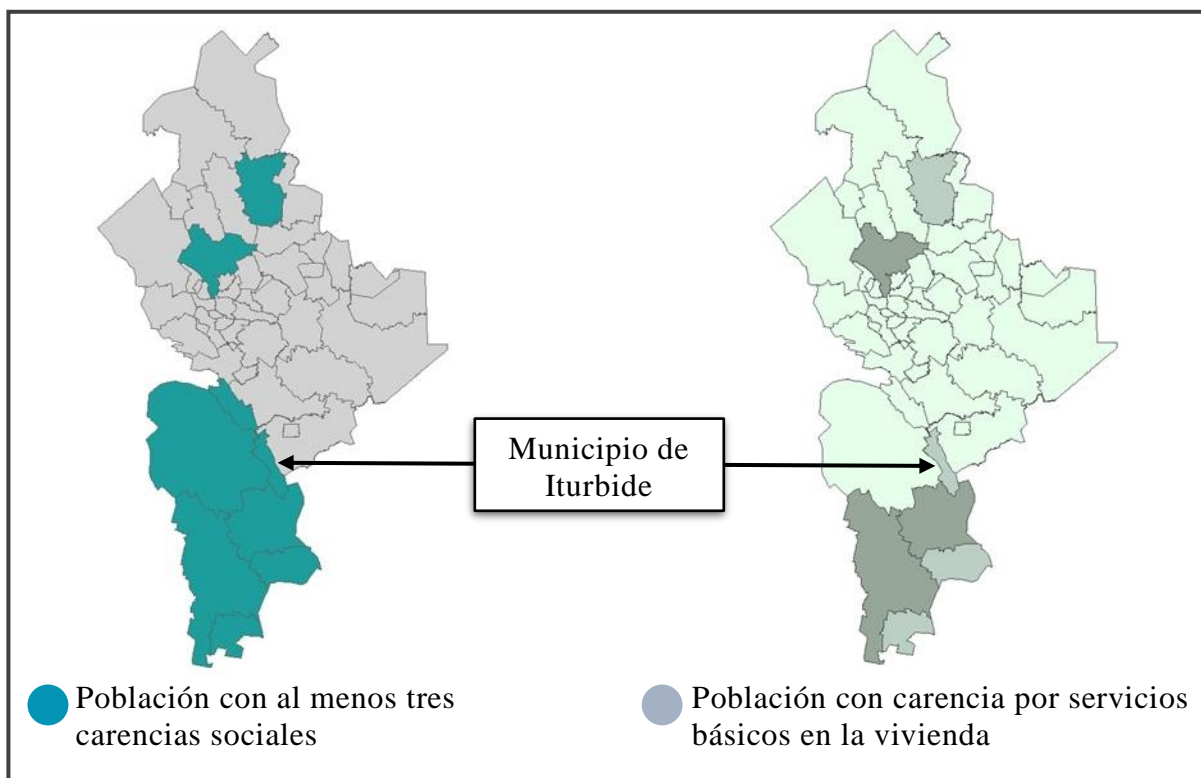 Municipio de
Iturbide
Población con al menos tres
carencias sociales
Población con carencia por servicios
básicos en la vivienda